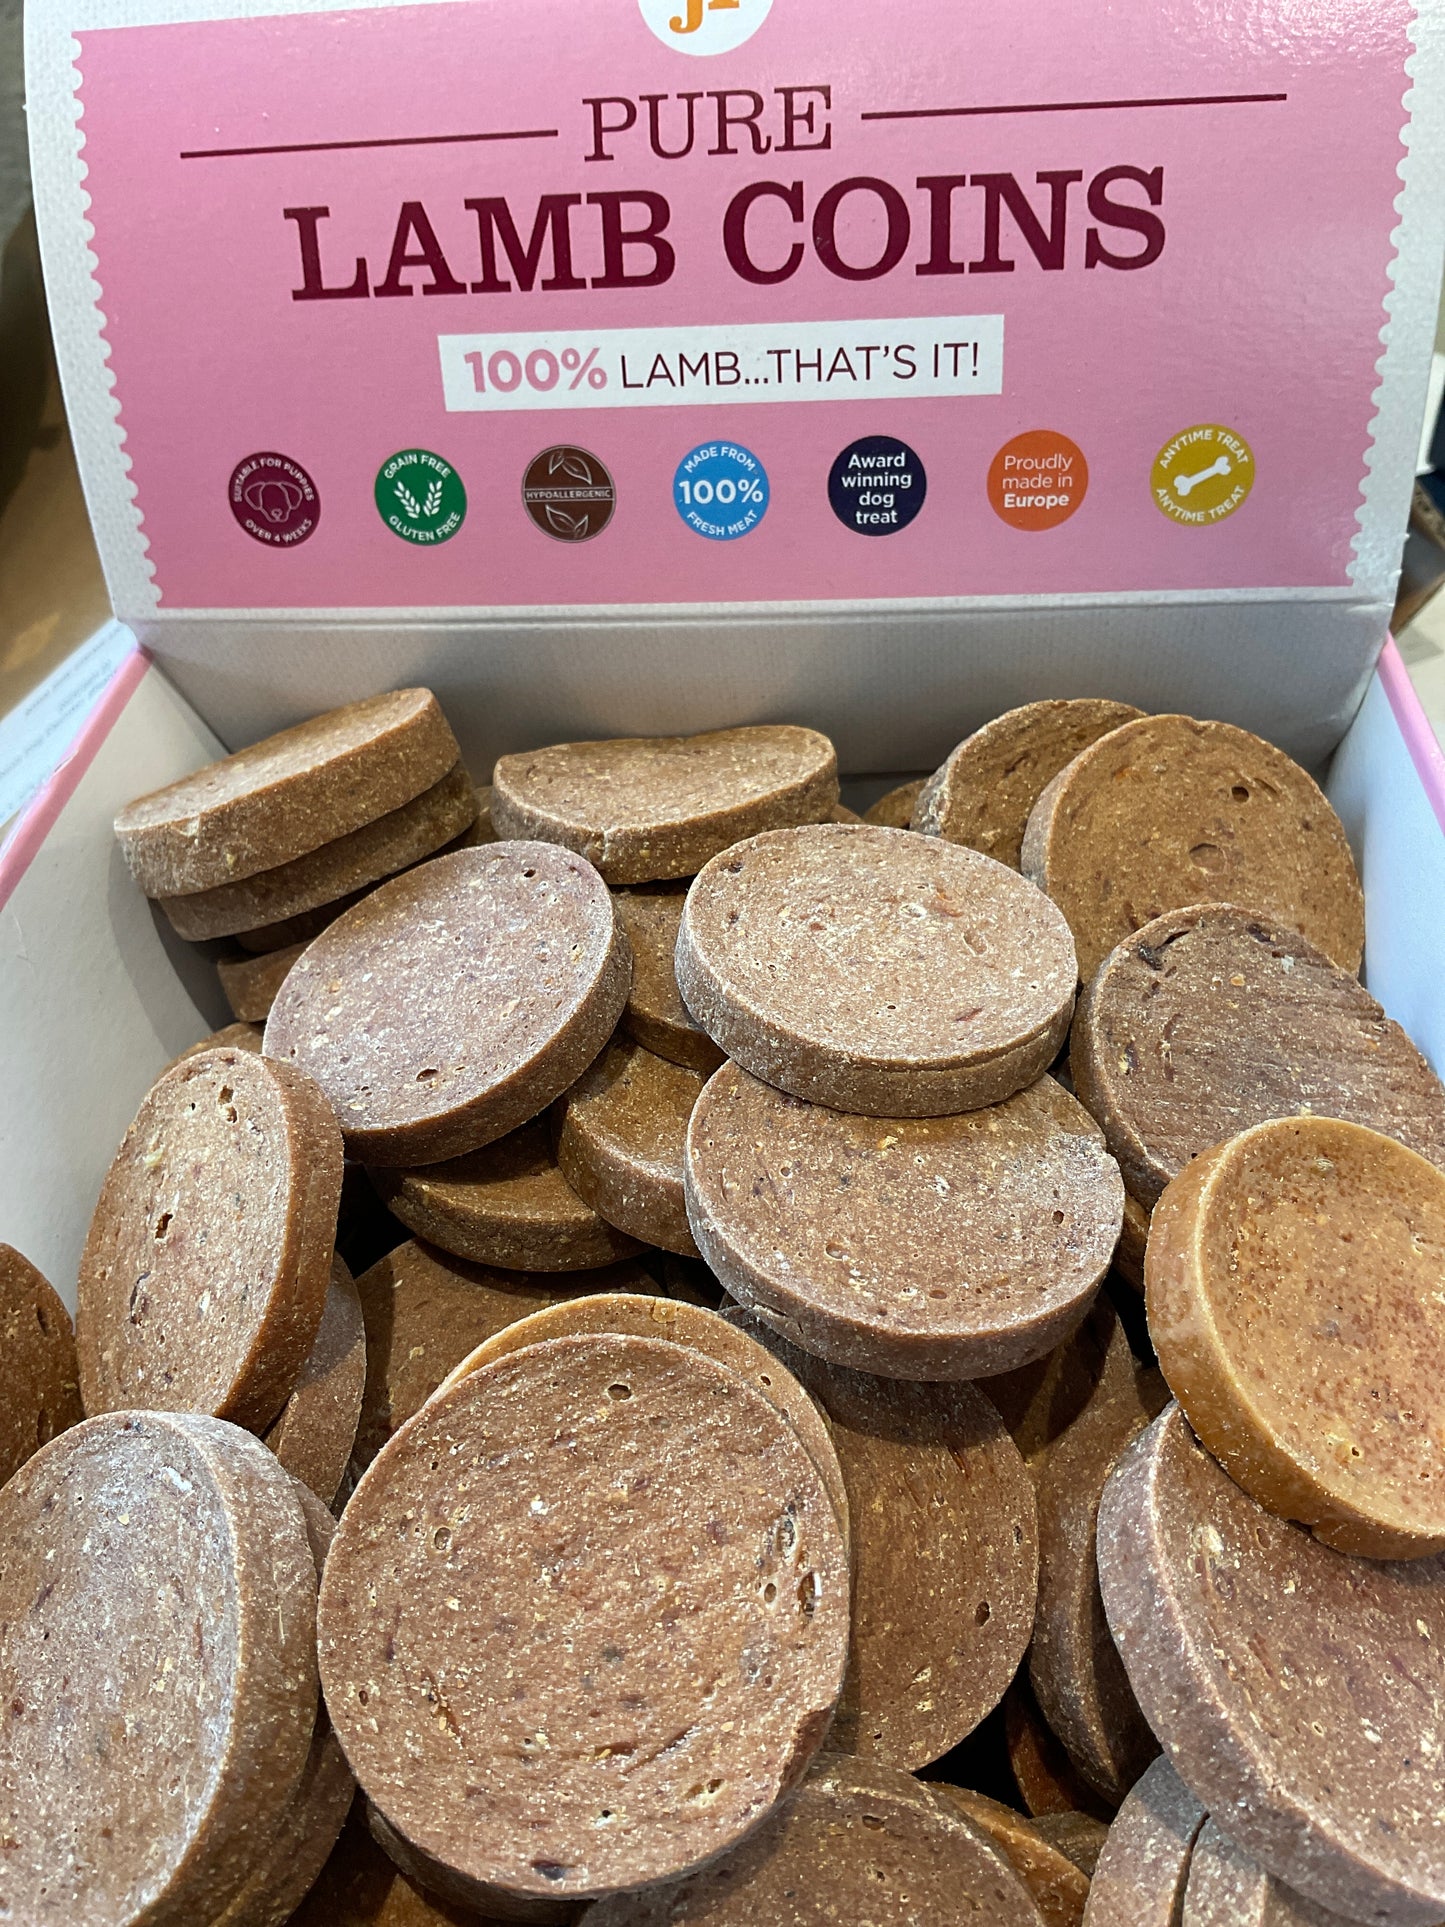 jr
PURE
LAMB COINS
100% LAMB...THAT'S IT!
SUITABLE FOR PUPPIES
OVER 4 WEEKS
GRAIN FREE
GLUTEN FREE
HYPOALLERGENIC
MADE FROM
100%
FRESH MEAT
Award
winning
dog
treat
Proudly
made in
Europe
ANYTIME TREAT
ANYTIME TREAT